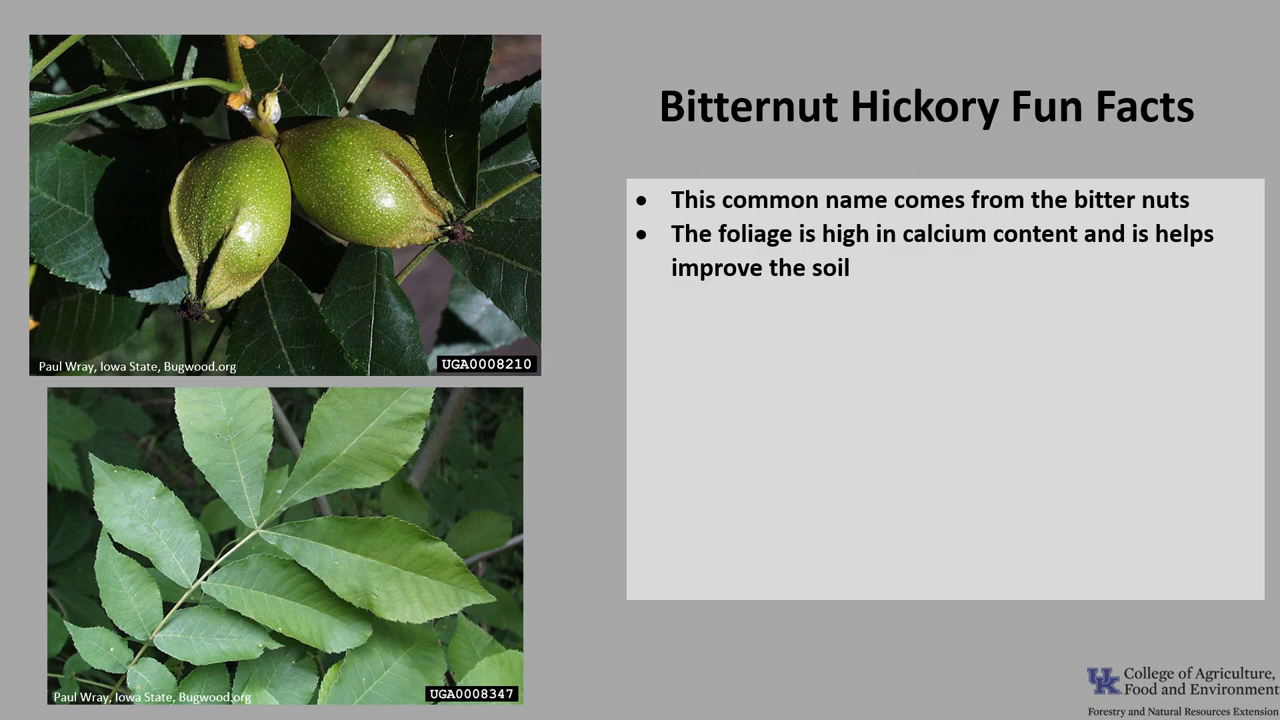 Bitternut Hickory Fun Facts
• This common name comes from the bitter nuts
• The foliage is high in calcium content and is helps
improve the soil
Paul Wray, Iowa State, Bugwood.org
UGA0008210
Paul Wray, Iowa State, Bugwood.org
UGA0008347
UK College of Agriculture,
Food and Environment
Forestry and Natural Resources Extension